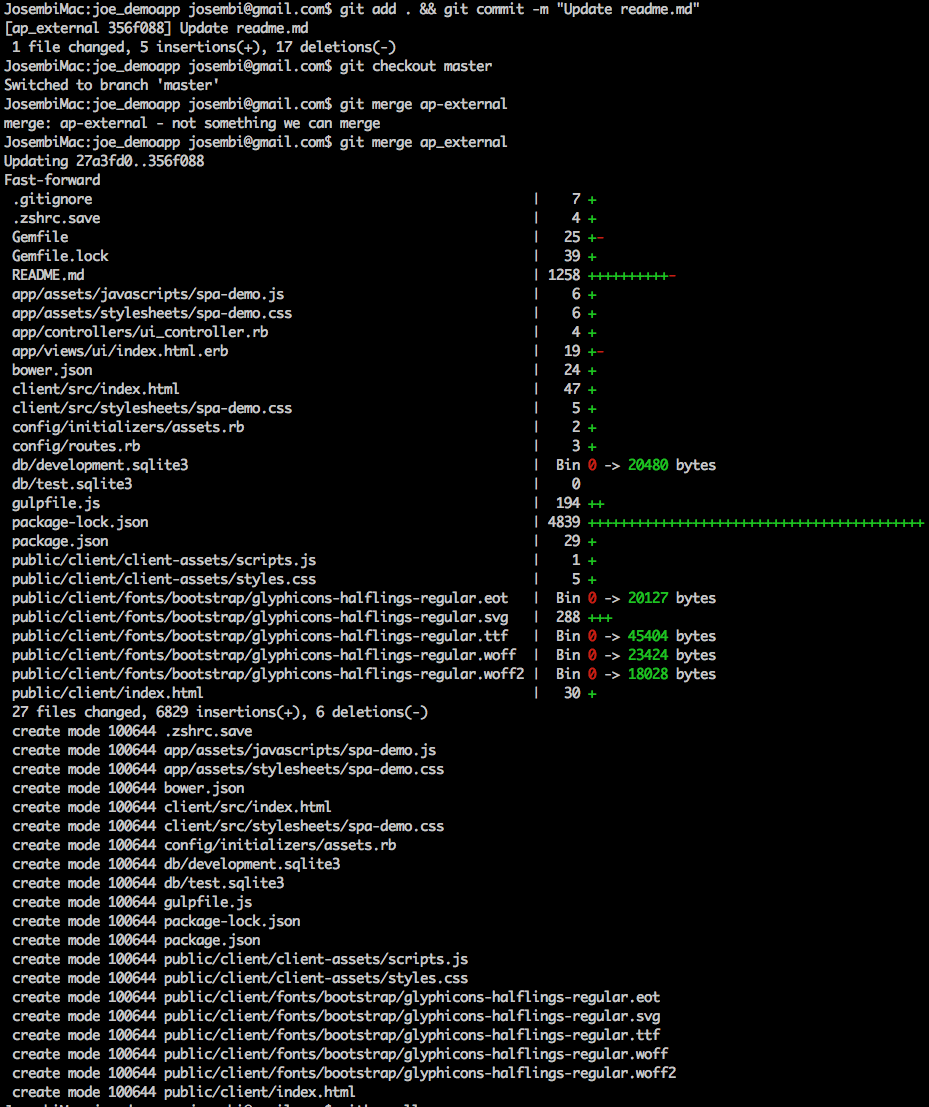 JosembiMac:joe_demoapp josembi@gmail.com$ git add . && git commit -m "Update readme.md"
[ap_external 356f088] Update readme.md
 1 file changed, 5 insertions(+), 17 deletions(-)
JosembiMac:joe_demoapp josembi@gmail.com$ git checkout master
Switched to branch 'master'
JosembiMac:joe_demoapp josembi@gmail.com$ git merge ap-external
merge: ap-external - not something we can merge
JosembiMac:joe_demoapp josembi@gmail.com$ git merge ap_external
Updating 27a3fd0..356f088
Fast-forward
 .gitignore | 7 +
 .zshrc.save | 4 +
 Gemfile | 25 +-
 Gemfile.lock | 39 +
 README.md | 1258 ++++++++++-
 app/assets/javascripts/spa-demo.js | 6 +
 app/assets/stylesheets/spa-demo.css | 6 +
 app/controllers/ui_controller.rb | 4 +
 app/views/ui/index.html.erb | 19 +-
 bower.json | 24 +
 client/src/index.html | 47 +
 client/src/stylesheets/spa-demo.css | 5 +
 config/initializers/assets.rb | 2 +
 config/routes.rb | 3 +
 db/development.sqlite3 | Bin 0 -> 20480 bytes
 db/test.sqlite3 | 0
 gulpfile.js | 194 ++
 package-lock.json | 4839 ++++++++++++++++++++++++++++++++++++++++++
 package.json | 29 +
 public/client/client-assets/scripts.js | 1 +
 public/client/client-assets/styles.css | 5 +
 public/client/fonts/bootstrap/glyphicons-halflings-regular.eot | Bin 0 -> 20127 bytes
 public/client/fonts/bootstrap/glyphicons-halflings-regular.svg | 288 +++
 public/client/fonts/bootstrap/glyphicons-halflings-regular.ttf | Bin 0 -> 45404 bytes
 public/client/fonts/bootstrap/glyphicons-halflings-regular.woff | Bin 0 -> 23424 bytes
 public/client/fonts/bootstrap/glyphicons-halflings-regular.woff2 | Bin 0 -> 18028 bytes
 public/client/index.html | 30 +
 27 files changed, 6829 insertions(+), 6 deletions(-)
 create mode 100644 .zshrc.save
 create mode 100644 app/assets/javascripts/spa-demo.js
 create mode 100644 app/assets/stylesheets/spa-demo.css
 create mode 100644 bower.json
 create mode 100644 client/src/index.html
 create mode 100644 client/src/stylesheets/spa-demo.css
 create mode 100644 config/initializers/assets.rb
 create mode 100644 db/development.sqlite3
 create mode 100644 db/test.sqlite3
 create mode 100644 gulpfile.js
 create mode 100644 package-lock.json
 create mode 100644 package.json
 create mode 100644 public/client/client-assets/scripts.js
 create mode 100644 public/client/client-assets/styles.css
 create mode 100644 public/client/fonts/bootstrap/glyphicons-halflings-regular.eot
 create mode 100644 public/client/fonts/bootstrap/glyphicons-halflings-regular.svg
 create mode 100644 public/client/fonts/bootstrap/glyphicons-halflings-regular.ttf
 create mode 100644 public/client/fonts/bootstrap/glyphicons-halflings-regular.woff
 create mode 100644 public/client/fonts/bootstrap/glyphicons-halflings-regular.woff2
 create mode 100644 public/client/index.html